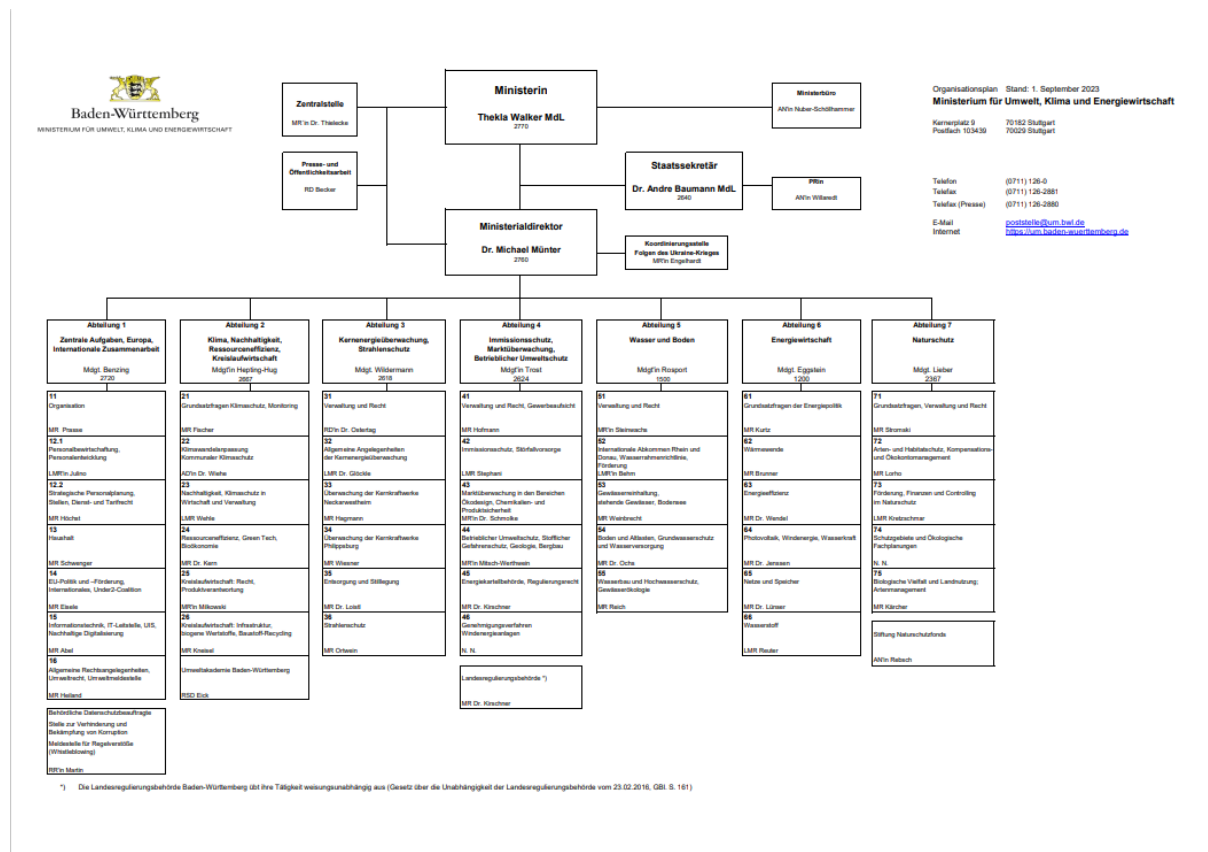 Baden-Württemberg
MINISTERIUM FÜR UMWELT, KLIMA UND ENERGIEWIRTSCHAFT
Zentralstelle
MR'in Dr. Thielecke
Presse- und
Öffentlichkeitsarbeit
RD Becker
Ministerin
Thekla Walker MdL
2770
Ministerbüro
AN'in Nuber-Schöllhammer
Staatssekretär
Dr. Andre Baumann MdL
2640
PRin
AN'in Willaredt
Ministerialdirektor
Dr. Michael Münter
2760
Koordinierungsstelle
Folgen des Ukraine-Krieges
MR'in Engelhardt
Organisationsplan Stand: 1. September 2023
Ministerium für Umwelt, Klima und Energiewirtschaft
Kernerplatz 9 70182 Stuttgart
Postfach 103439 70029 Stuttgart
Telefon (0711) 126-0
Telefax (0711) 126-2881
Telefax (Presse) (0711) 126-2880
E-Mail poststelle@um.bwl.de
Internet https://um.baden-wuerttemberg.de
Abteilung 1
Zentrale Aufgaben, Europa,
internationale Zusammenarbeit
Mdgt. Benzing
2720
11
Organisation
MR Prasse
12.1
Personalbewirtschaftung,
Personalentwicklung
LMR'in Julino
12.2
Strategische Personalplanung,
Stellen, Dienst- und Tarifrecht
MR Höchel
13
Haushalt
MR Schwenger
14
EU-Politik und –Förderung,
Internationales, Under2-Coalition
MR Eisele
15
Informationstechnik, IT-Leitstelle, UIS,
Nachhaltige Digitalisierung
MR Abel
16
Allgemeine Rechtsangelegenheiten,
Umweltrecht, Umweltmeldestelle
MR Heiland
Behördliche Datenschutzbeauftragte
Stelle zur Verhinderung und
Bekämpfung von Korruption
Meldestelle für Regelverstöße
(Whistleblowing)
RR'in Martin
Abteilung 2
Klima, Nachhaltigkeit,
Ressourceneffizienz,
Kreislaufwirtschaft
Mdgt'in Hepting-Hug
2667
21
Grundsatzfragen Klimaschutz, Monitoring
MR Fischer
22
Klimawandelanpassung
Kommunaler Klimaschutz
AD'in Dr. Wiehe
23
Nachhaltigkeit, Klimaschutz in
Wirtschaft und Verwaltung
LMR Wehle
24
Ressourceneffizienz, Green Tech,
Bioökonomie
MR Dr. Kern
25
Kreislaufwirtschaft: Recht,
Produktverantwortung
MR'in Milkowski
26
Kreislaufwirtschaft: Infrastruktur,
biogene Wertstoffe, Baustoff-Recycling
MR Kneisel
Umweltakademie Baden-Württemberg
RSD Eick
Abteilung 3
Kernenergieüberwachung,
Strahlenschutz
Mdgt. Wildermann
2618
31
Verwaltung und Recht
RD'in Dr. Ostertag
32
Allgemeine Angelegenheiten
der Kernenergieüberwachung
LMR Dr. Glöckle
33
Überwachung der Kernkraftwerke
Neckarwestheim
MR Hagmann
34
Überwachung der Kernkraftwerke
Philippsburg
MR Wiesner
35
Entsorgung und Stilllegung
MR Dr. Loistl
36
Strahlenschutz
MR Ortwein
Abteilung 4
Immissionsschutz,
Marktüberwachung,
Betrieblicher Umweltschutz
Mdgt'in Trost
2624
41
Verwaltung und Recht, Gewerbeaufsicht
MR Hofmann
42
Immissionsschutz, Störfallvorsorge
LMR Stephani
43
Marktüberwachung in den Bereichen
Ökodesign, Chemikalien- und
Produktsicherheit
MR'in Dr. Schmolke
44
Betrieblicher Umweltschutz, Stofflicher
Gefahrenschutz, Geologie, Bergbau
MR'in Mitsch-Werthwein
45
Energiekartellbehörde, Regulierungsrecht
MR Dr. Kirschner
46
Genehmigungsverfahren
Windenergieanlagen
N. N.
Landesregulierungsbehörde *)
MR Dr. Kirschner
Abteilung 5
Wasser und Boden
Mdgt'in Rosport
1500
51
Verwaltung und Recht
MR'in Steinwachs
52
Internationale Abkommen Rhein und
Donau, Wasserrahmenrichtlinie,
Förderung
LMR'in Behm
53
Gewässerreinhaltung,
stehende Gewässer, Bodensee
MR Weinbrecht
54
Boden und Altlasten, Grundwasserschutz
und Wasserversorgung
MR Dr. Ochs
55
Wasserbau und Hochwasserschutz,
Gewässerökologie
MR Reich
Abteilung 6
Energiewirtschaft
Mdgt. Eggstein
1200
61
Grundsatzfragen der Energiepolitik
MR Kurtz
62
Wärmewende
MR Brunner
63
Energieeffizienz
MR Dr. Wendel
64
Photovoltaik, Windenergie, Wasserkraft
MR Dr. Janssen
65
Netze und Speicher
MR Dr. Lünser
66
Wasserstoff
LMR Reuter
Abteilung 7
Naturschutz
Mdgt. Lieber
2367
71
Grundsatzfragen, Verwaltung und Recht
MR Stromski
72
Arten- und Habitatschutz, Kompensations-
und Ökokontomanagement
MR Lorho
73
Förderung, Finanzen und Controlling
im Naturschutz
LMR Kretzschmar
74
Schutzgebiete und Ökologische
Fachplanungen
N. N.
75
Biologische Vielfalt und Landnutzung;
Artenmanagement
MR Kärcher
Stiftung Naturschutzfonds
AN'in Rebsch
*) Die Landesregulierungsbehörde Baden-Württemberg übt ihre Tätigkeit weisungsunabhängig aus (Gesetz über die Unabhängigkeit der Landesregulierungsbehörde vom 23.02.2016, GBl. S. 161)